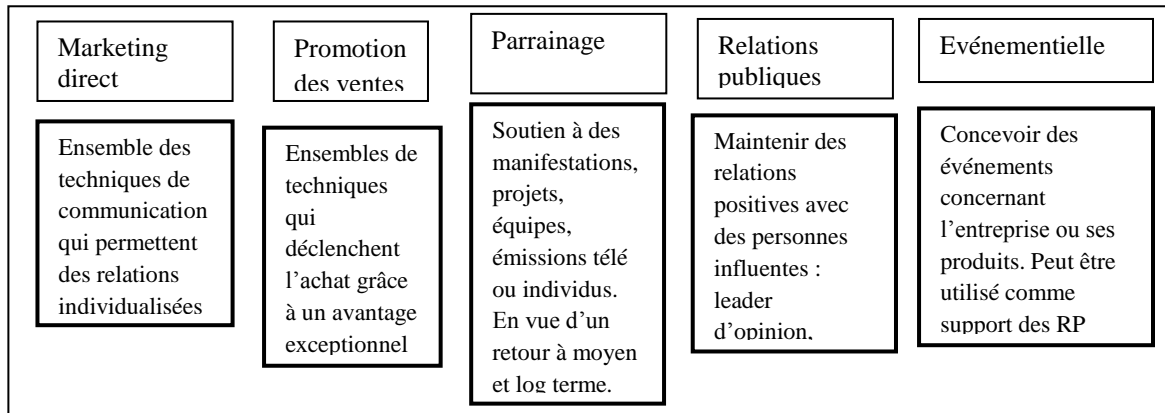 Marketing
direct
Ensemble des
techniques de
communication
qui permettent
des relations
individualisées
Promotion
des ventes
Ensembles de
techniques
qui
déclenchent
l’achat grâce
à un avantage
exceptionnel
Parrainage
Soutien à des
manifestations,
projets,
équipes,
émissions télé
ou individus.
En vue d’un
retour à moyen
et log terme.
Relations
publiques
Maintenir des
relations
positives avec
des personnes
influentes :
leader
d’opinion,
Evénementielle
Concevoir des
événements
concernant
l’entreprise ou ses
produits. Peut être
utilisé comme
support des RP